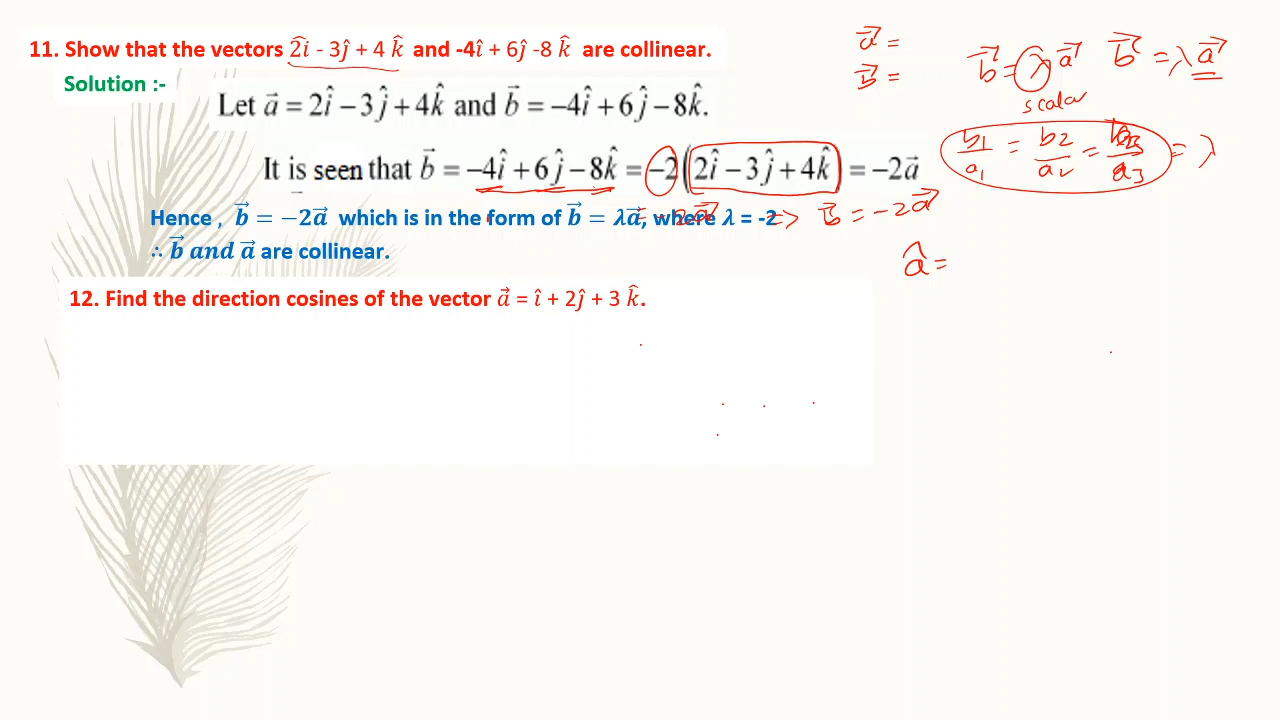 11. Show that the vectors 2î - 3ĵ + 4 k̂ and -4î + 6ĵ -8 k̂ are collinear.
Solution :-
Let a⃗ = 2î − 3ĵ + 4k̂ and b⃗ = −4î + 6ĵ − 8k̂.
It is seen that b⃗ = −4î + 6ĵ − 8k̂ = −2(2î − 3ĵ + 4k̂) = −2a⃗
Hence , b⃗ = −2a⃗ which is in the form of b⃗ = λa⃗, where λ = -2
∴ b⃗ and a⃗ are collinear.
12. Find the direction cosines of the vector a⃗ = î + 2ĵ + 3 k̂.
a⃗ =
b⃗ =
b⃗ = λ a⃗
scalar
b⃗ = λ a⃗
b1/a1 = b2/a2 = b3/a3 = λ
= -2a⃗ => b⃗ = -2a⃗
â =